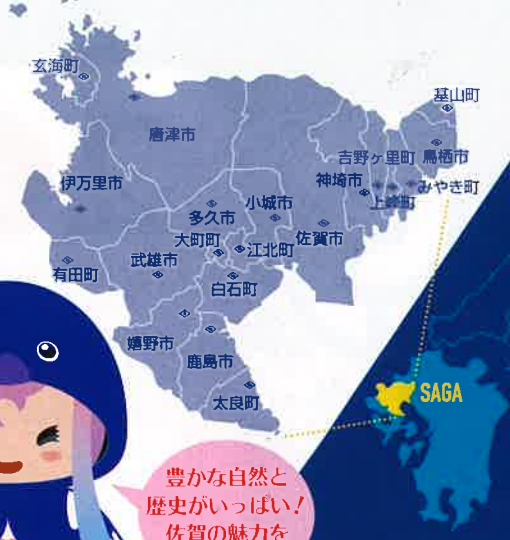 玄海町
基山町
唐津市
吉野ヶ里町
鳥栖市
伊万里市
神埼市
みやき町
小城市
上峰町
多久市
大町町
江北町
佐賀市
武雄市
有田町
白石町
嬉野市
鹿島市
SAGA
太良町
豊かな自然と
歴史がいっぱい!
佐賀の魅力を